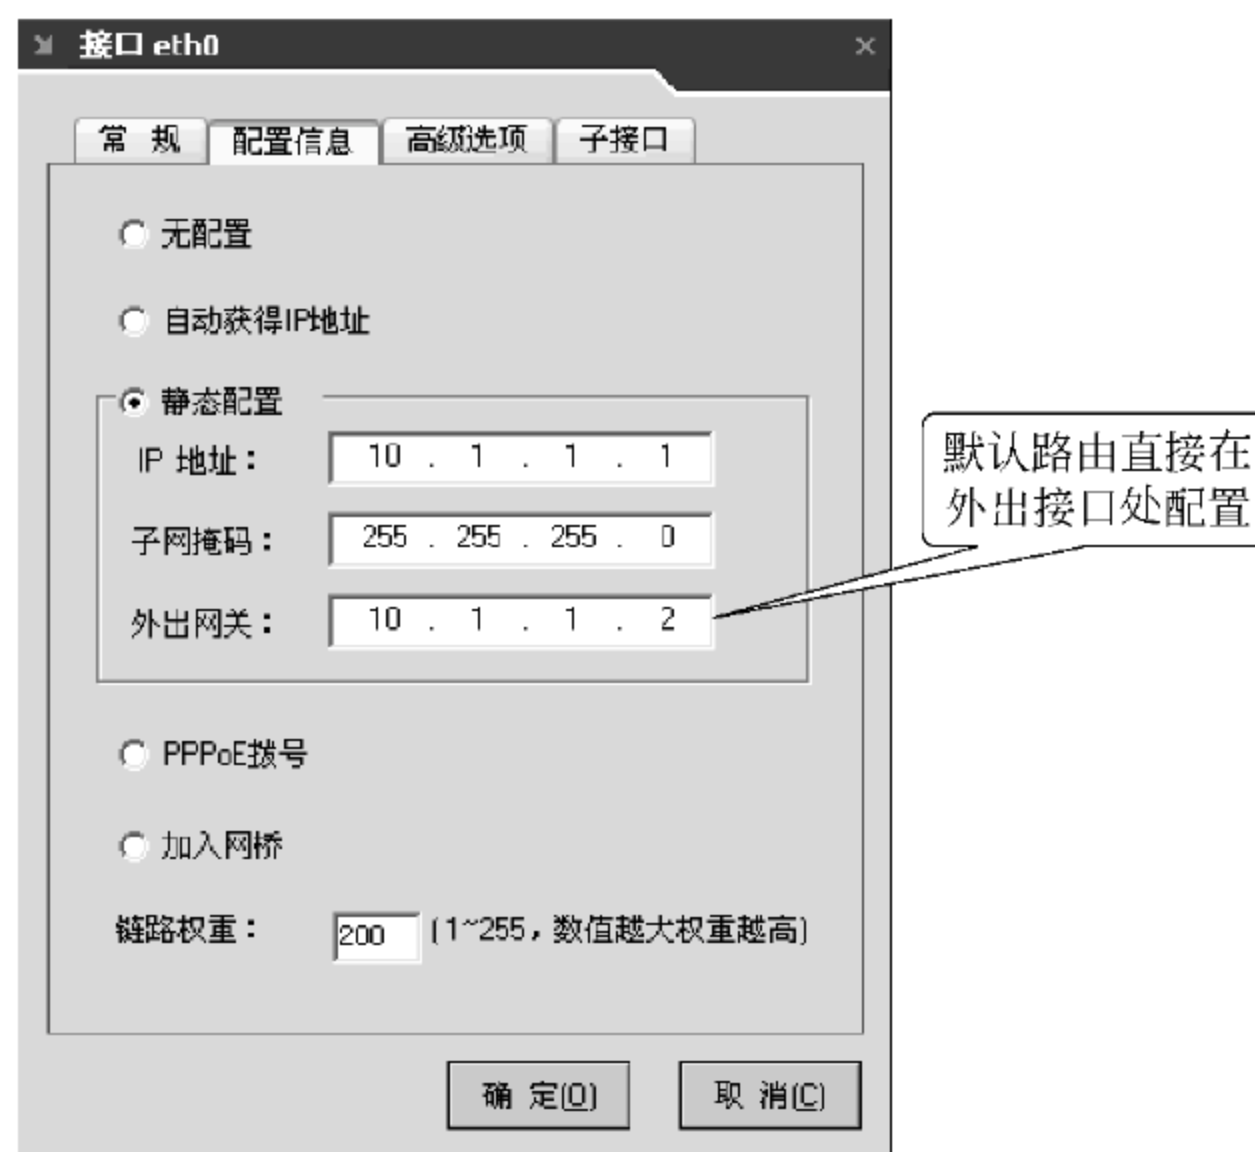 接口 eth0
常 规 配置信息 高级选项 子接口
无配置
自动获得IP地址
静态配置
IP 地址： 10 . 1 . 1 . 1
子网掩码： 255 . 255 . 255 . 0
外出网关： 10 . 1 . 1 . 2
默认路由直接在
外出接口处配置
PPPoE拨号
加入网桥
链路权重： 200 (1~255，数值越大权重越高)
确 定(O) 取 消(C)